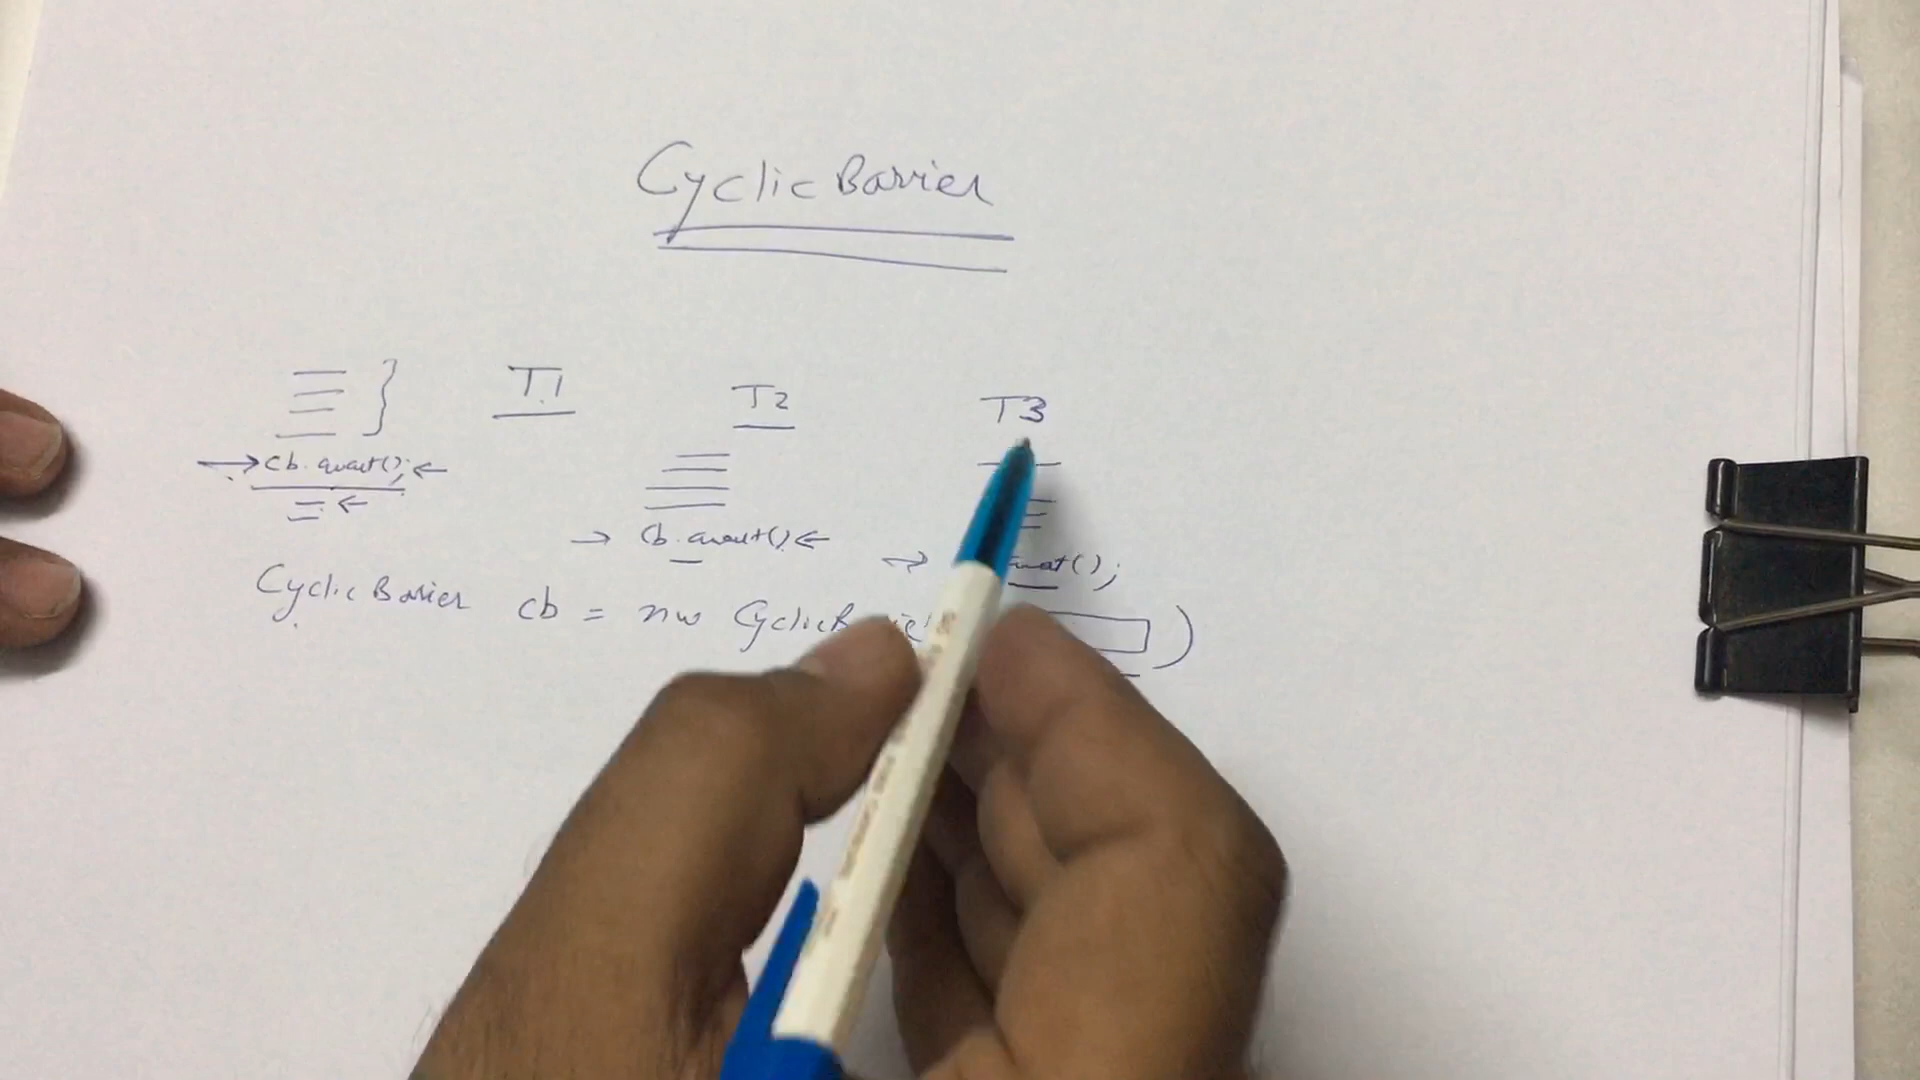 CyclicBarrier
T1 T2 T3
cb.await();
cb.await();
await();
CyclicBarrier cb = new )